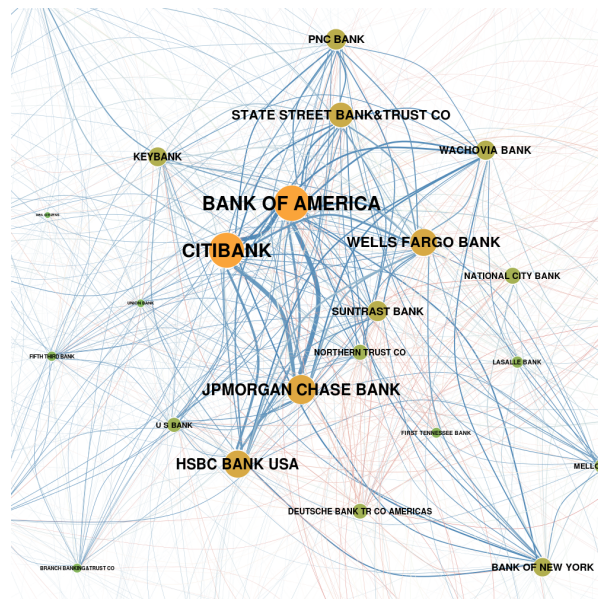 PNC BANK
STATE STREET BANK&TRUST CO
WACHOVIA BANK
KEYBANK
BANK OF AMERICA
WELLS FARGO BANK
CITIBANK
NATIONAL CITY BANK
UNION BANK
SUNTRAST BANK
NORTHERN TRUST CO
FIFTH THIRD BANK
LASALLE BANK
JPMORGAN CHASE BANK
U S BANK
FIRST TENNESSEE BANK
HSBC BANK USA
MELLO
DEUTSCHE BANK TR CO AMERICAS
BANK OF NEW YORK
BRANCH BANKING&TRUST CO